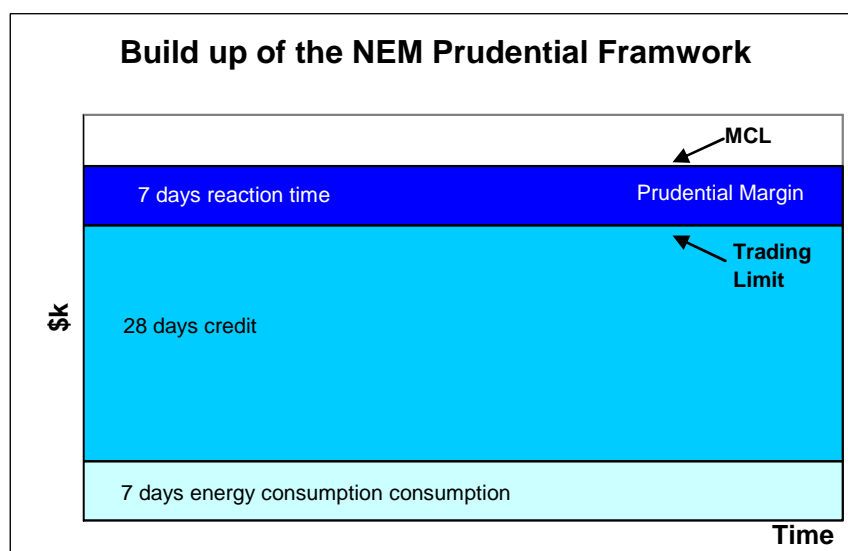 Build up of the NEM Prudential Framwork
MCL
7 days reaction time
Prudential Margin
Trading
Limit
$k
28 days credit
7 days energy consumption consumption
Time